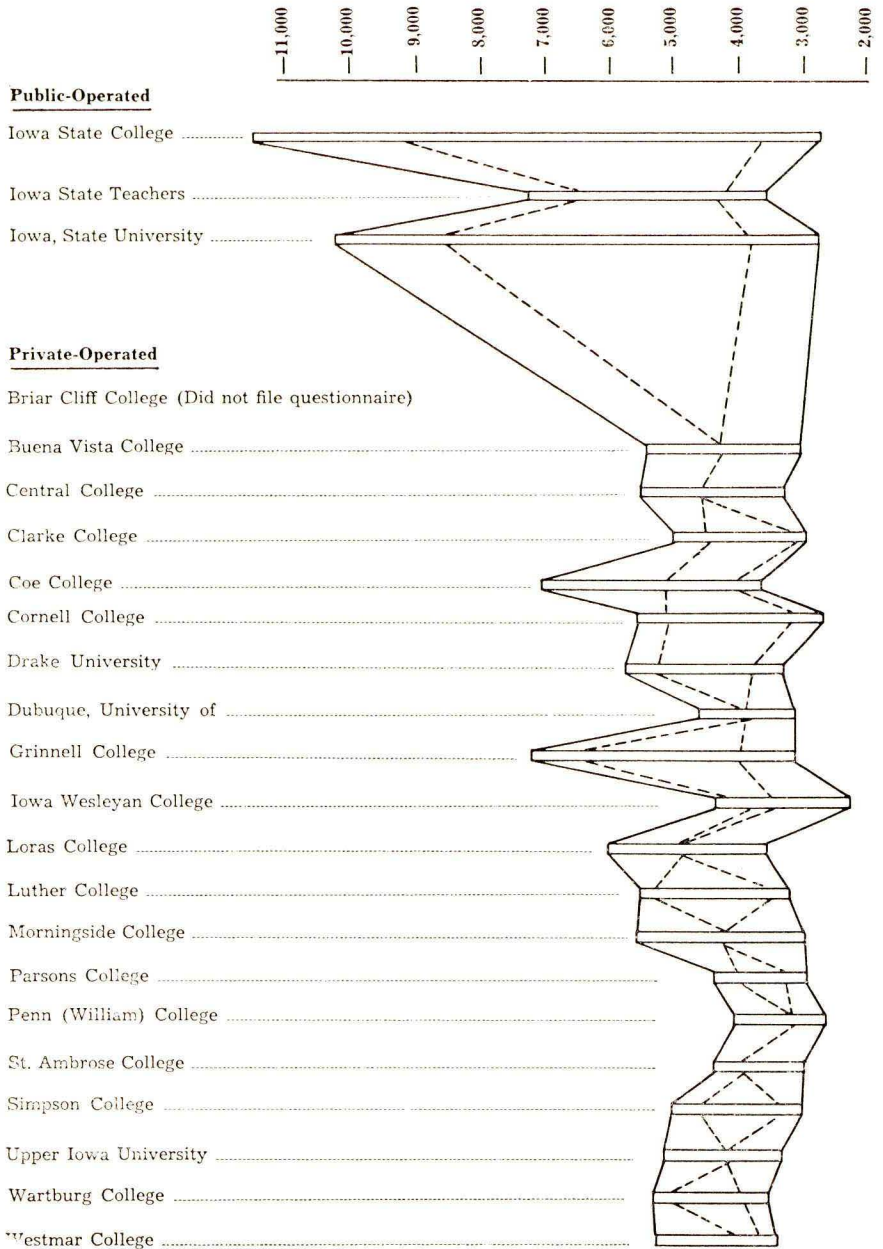 11,000 10,000 9,000 8,000 7,000 6,000 5,000 4,000 3,000 2,000
Public-Operated
Iowa State College
Iowa State Teachers
Iowa, State University
Private-Operated
Briar Cliff College (Did not file questionnaire)
Buena Vista College
Central College
Clarke College
Coe College
Cornell College
Drake University
Dubuque, University of
Grinnell College
Iowa Wesleyan College
Loras College
Luther College
Morningside College
Parsons College
Penn (William) College
St. Ambrose College
Simpson College
Upper Iowa University
Wartburg College
Westmar College